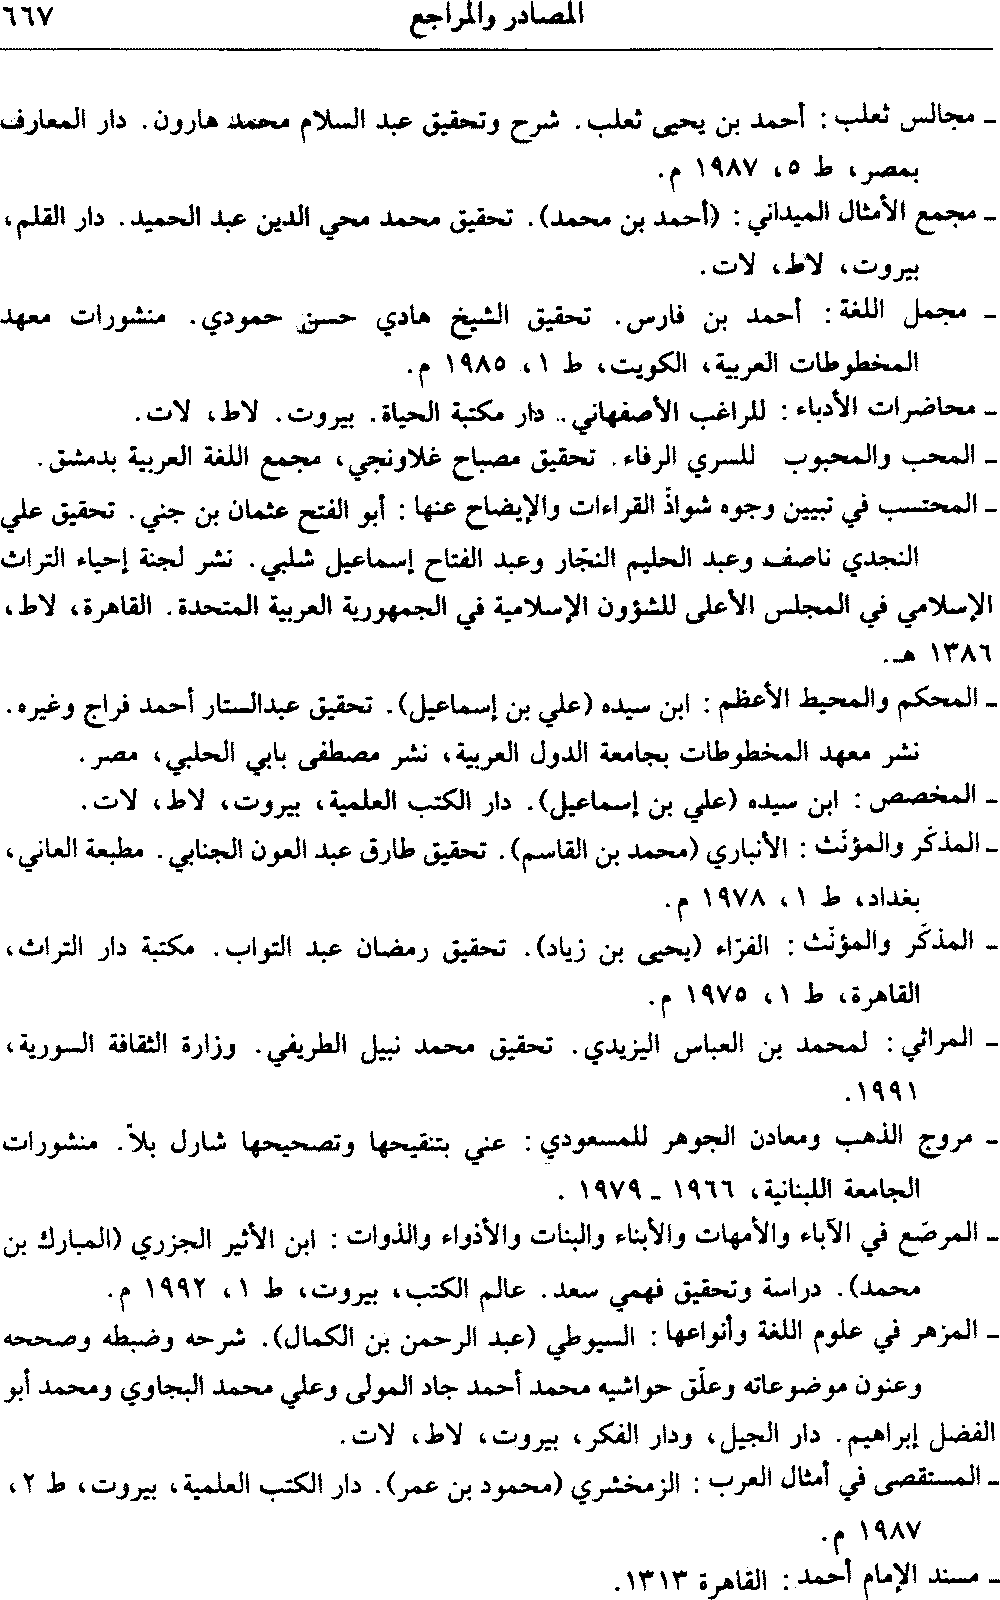 المصادر والمراجع ٦٦٧
ـ مجالس ثعلب : أحمد بن يحيى ثعلب. شرح وتحقيق عبد السلام محمد هارون. دار المعارف
بمصر، ط ٥، ١٩٨٧ م.
ـ مجمع الأمثال الميداني : (أحمد بن محمد). تحقيق محمد محي الدين عبد الحميد. دار القلم،
بيروت، لاط، لات.
ـ مجمل اللغة : أحمد بن فارس. تحقيق الشيخ هادي حسن حمودي. منشورات معهد
المخطوطات العربية، الكويت، ط ١، ١٩٨٥ م.
ـ محاضرات الأدباء : للراغب الأصفهاني.. دار مكتبة الحياة. بيروت. لاط، لات.
ـ المحب والمحبوب للسري الرفاء. تحقيق مصباح غلاونجي، مجمع اللغة العربية بدمشق.
ـ المحتسب في تبيين وجوه شواذّ القراءات والإيضاح عنها : أبو الفتح عثمان بن جني. تحقيق علي
النجدي ناصف وعبد الحليم النجّار وعبد الفتاح إسماعيل شلبي. نشر لجنة إحياء التراث
الإسلامي في المجلس الأعلى للشؤون الإسلامية في الجمهورية العربية المتحدة. القاهرة، لاط،
١٣٨٦ هـ.
ـ المحكم والمحيط الأعظم : ابن سيده (علي بن إسماعيل). تحقيق عبدالستار أحمد فراج وغيره.
نشر معهد المخطوطات بجامعة الدول العربية، نشر مصطفى بابي الحلبي، مصر.
ـ المخصص : ابن سيده (علي بن إسماعيل). دار الكتب العلمية، بيروت، لاط، لات.
ـ المذكّر والمؤنّث : الأنباري (محمد بن القاسم). تحقيق طارق عبد العون الجنابي. مطبعة العاني،
بغداد، ط ١، ١٩٧٨ م.
ـ المذكّر والمؤنّث : الفرّاء (يحيى بن زياد). تحقيق رمضان عبد التواب. مكتبة دار التراث،
القاهرة، ط ١، ١٩٧٥ م.
ـ المراثي : لمحمد بن العباس اليزيدي. تحقيق محمد نبيل الطريفي. وزارة الثقافة السورية،
١٩٩١.
ـ مروج الذهب ومعادن الجوهر للمسعودي : عني بتنقيحها وتصحيحها شارل بلاّ. منشورات
الجامعة اللبنانية، ١٩٦٦ ـ ١٩٧٩ .
ـ المرصّع في الآباء والأمهات والأبناء والبنات والأذواء والذوات : ابن الأثير الجزري (المبارك بن
محمد). دراسة وتحقيق فهمي سعد. عالم الكتب، بيروت، ط ١، ١٩٩٢ م.
ـ المزهر في علوم اللغة وأنواعها : السيوطي (عبد الرحمن بن الكمال). شرحه وضبطه وصححه
وعنون موضوعاته وعلّق حواشيه محمد أحمد جاد المولى وعلي محمد البجاوي ومحمد أبو
الفضل إبراهيم. دار الجيل، ودار الفكر، بيروت، لاط، لات.
ـ المستقصى في أمثال العرب : الزمخشري (محمود بن عمر). دار الكتب العلمية، بيروت، ط ٢،
١٩٨٧ م.
ـ مسند الإمام أحمد : القاهرة ١٣١٣.